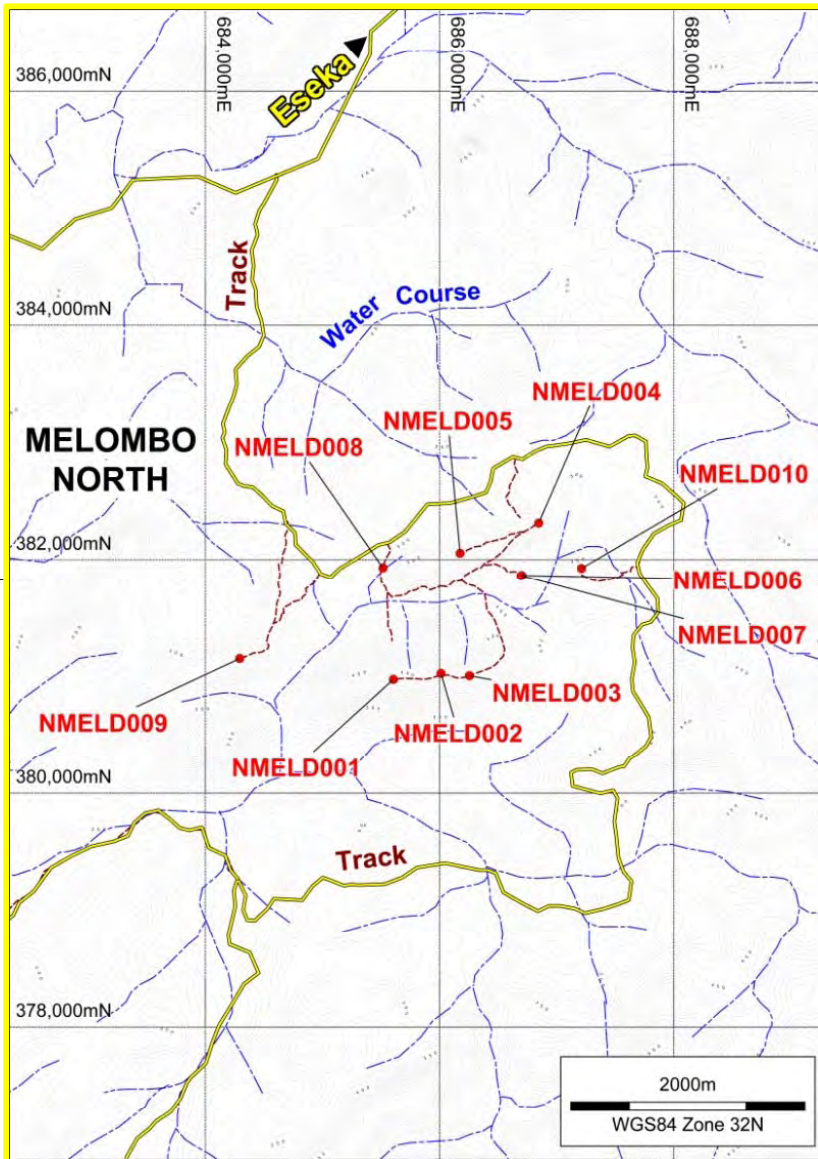 684,000mE
686,000mE
688,000mE
386,000mN
Eseka
Track
384,000mN
Water Course
NMELD004
NMELD005
MELOMBO
NORTH
NMELD008
NMELD010
382,000mN
NMELD006
NMELD007
NMELD003
NMELD009
NMELD002
NMELD001
380,000mN
Track
378,000mN
2000m
WGS84 Zone 32N